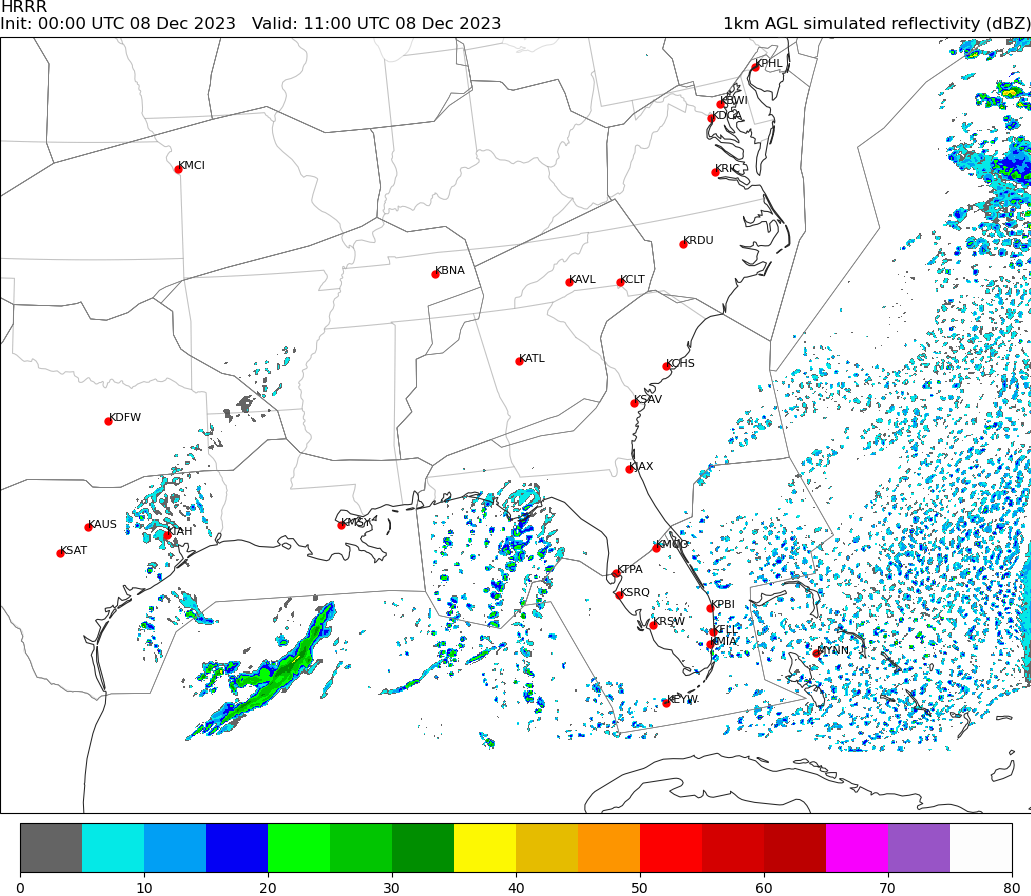 HRRR
Init: 00:00 UTC 08 Dec 2023   Valid: 11:00 UTC 08 Dec 2023
1km AGL simulated reflectivity (dBZ)
KPHL
KBWI
KDCA
KMCI
KRIC
KRDU
KBNA
KAVL
KCLT
KATL
KCHS
KSAV
KDFW
KJAX
KAUS
KMSY
KIAH
KSAT
KMCO
KTPA
KSRQ
KPBI
KRSW
KFLL
KMIA
MYNN
KEYW
0 10 20 30 40 50 60 70 80